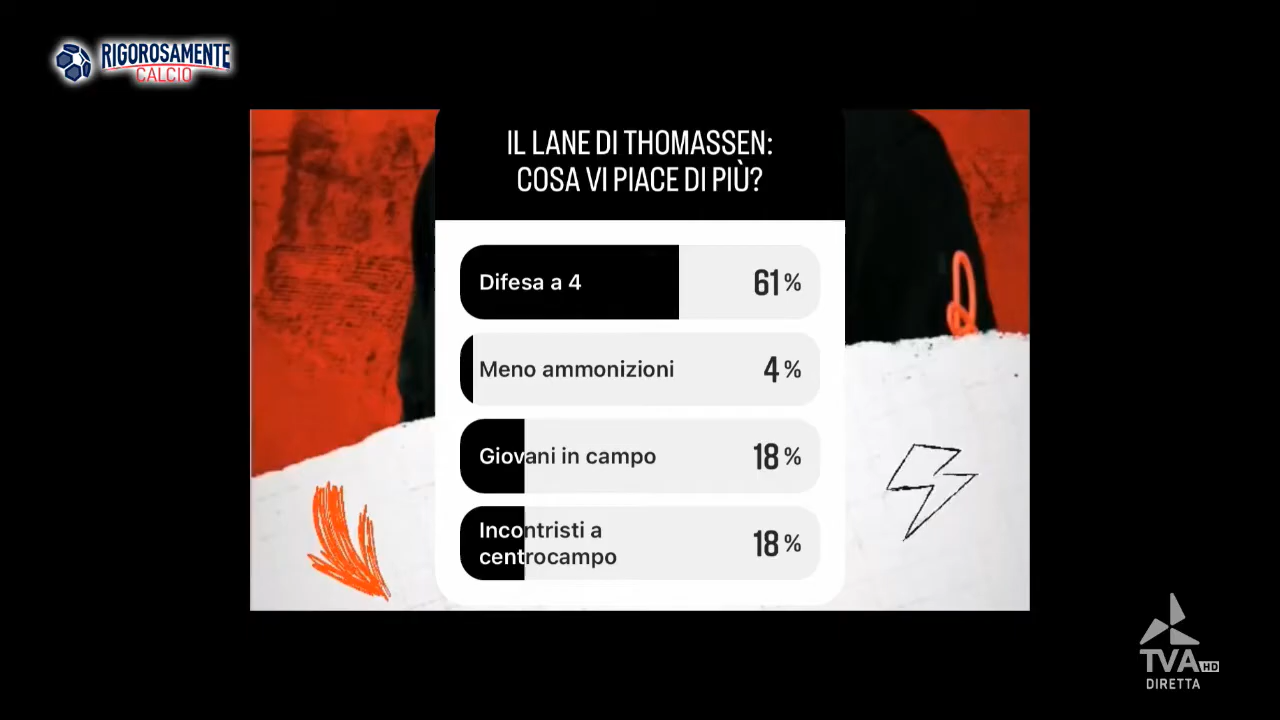 RIGOROSAMENTE
CALCIO
IL LANE DI THOMASSEN:
COSA VI PIACE DI PIÙ?
Difesa a 4 61%
Meno ammonizioni 4%
Giovani in campo 18%
Incontristi a
centrocampo 18%
TVA HD
DIRETTA